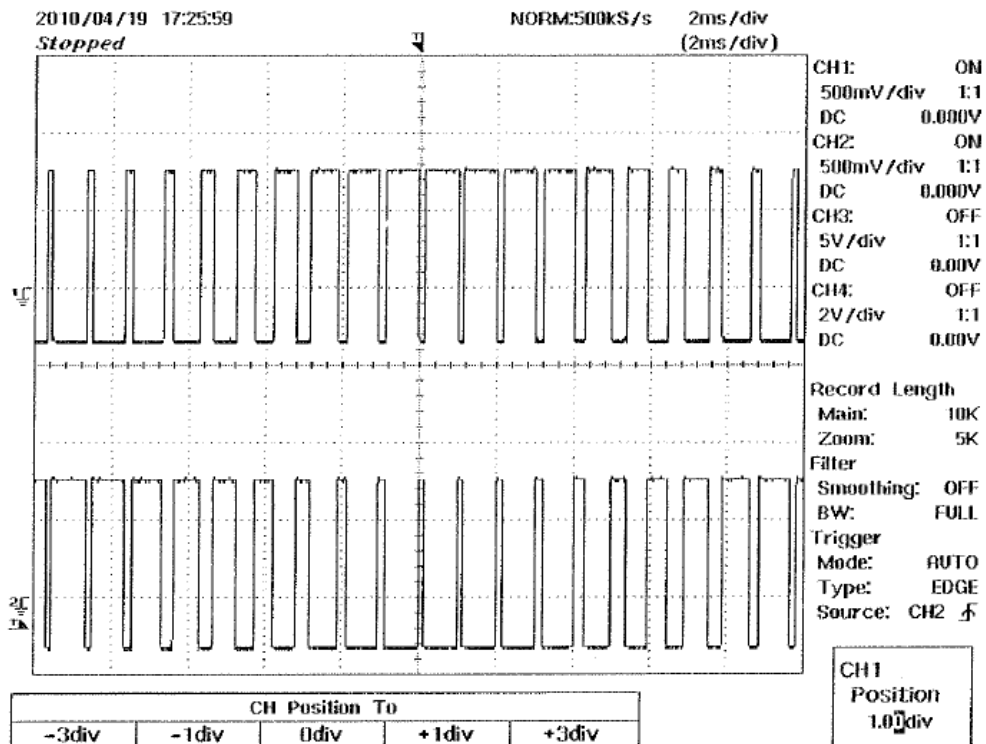 2010/04/19 17:25:59 NORM:500kS/s 2ms/div
Stopped (2ms/div)
CH1: ON
500mV/div 1:1
DC 0.000V
CH2: ON
500mV/div 1:1
DC 0.000V
CH3: OFF
5V/div 1:1
DC 0.00V
CH4: OFF
2V/div 1:1
DC 0.00V
Record Length
Main: 10K
Zoom: 5K
Filter
Smoothing: OFF
BW: FULL
Trigger
Mode: AUTO
Type: EDGE
Source: CH2
CH1
Position
1.00div
CH Position To
-3div -1div 0div +1div +3div